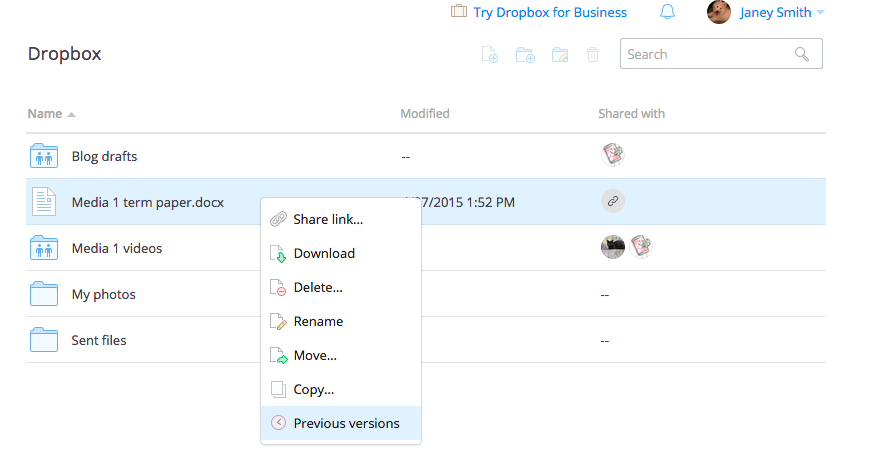 Try Dropbox for Business Janey Smith
Dropbox Search
Name Modified Shared with
Blog drafts --
Media 1 term paper.docx /27/2015 1:52 PM
Share link...
Download
Media 1 videos
Delete...
My photos --
Rename
Sent files --
Move...
Copy...
Previous versions